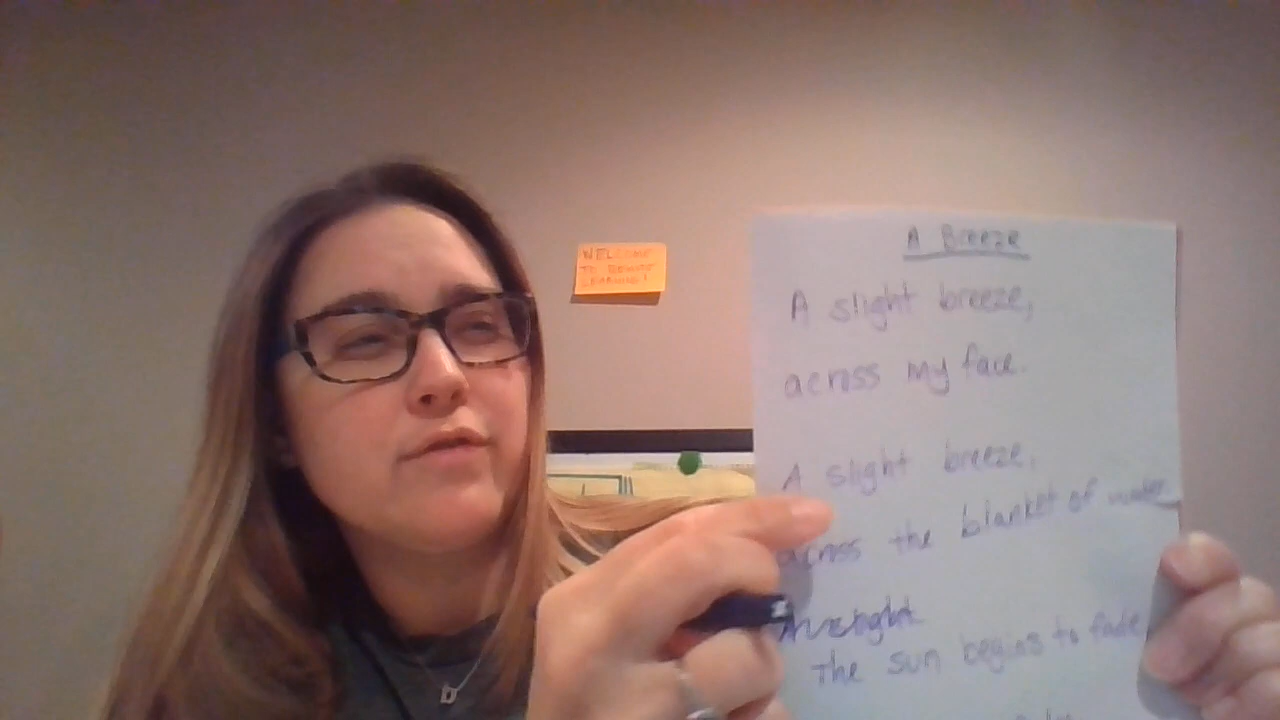 WELCOME
TO REMOTE
LEARNING!
A Breeze
A slight breeze,
across my face.
A slight breeze,
across the blanket of water
The sun begins to fade